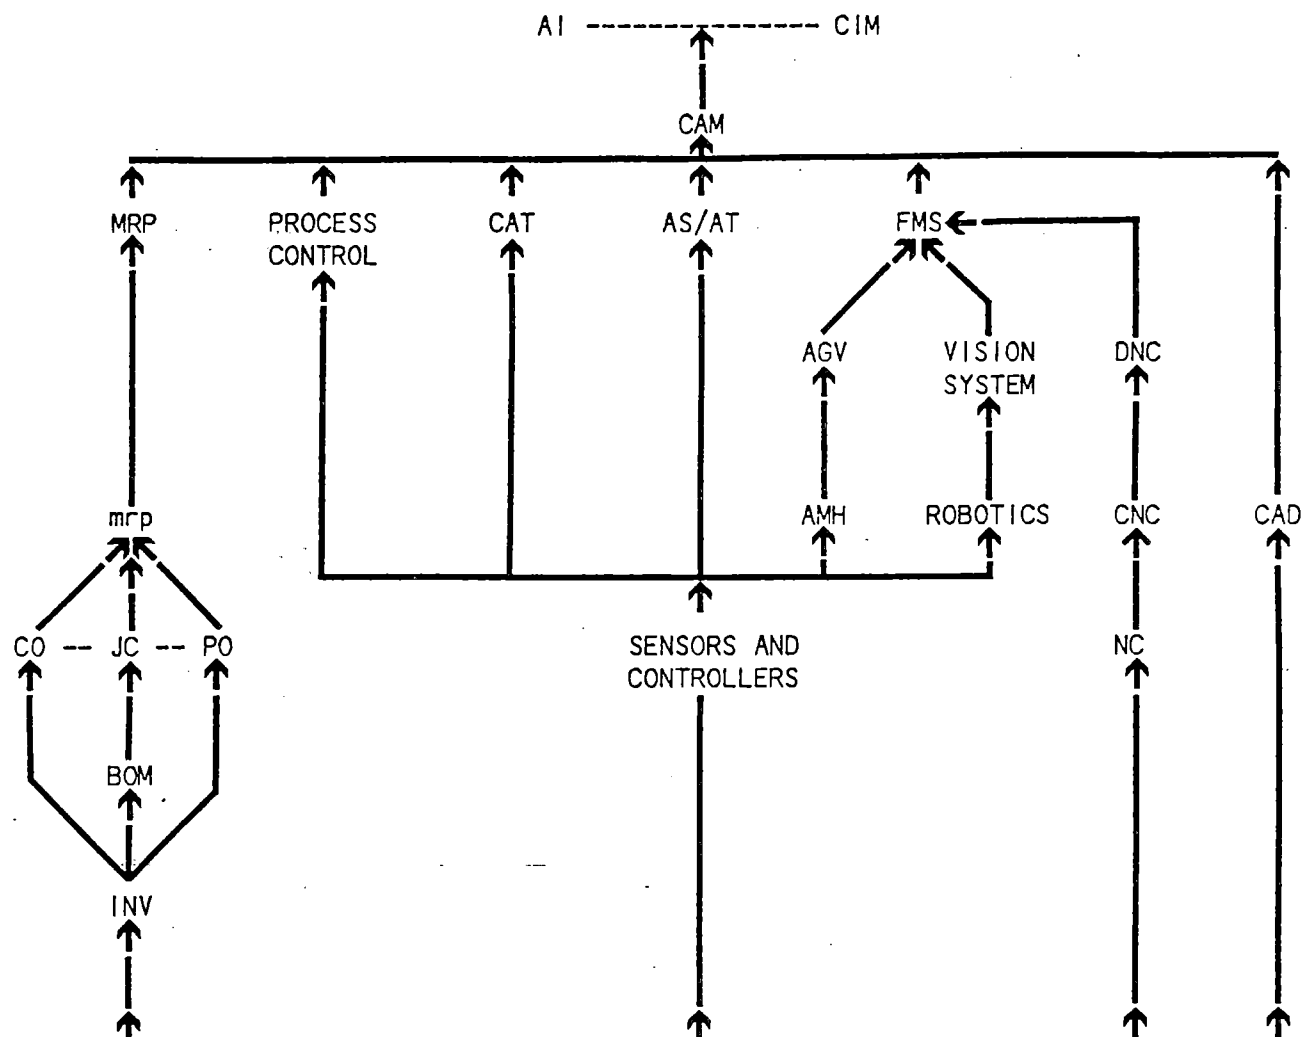 AI ---------------------- CIM
CAM
MRP PROCESS CONTROL CAT AS/AT FMS
AGV VISION SYSTEM DNC
mrp AMH ROBOTICS CNC CAD
CO -- JC -- PO SENSORS AND CONTROLLERS NC
BOM
INV